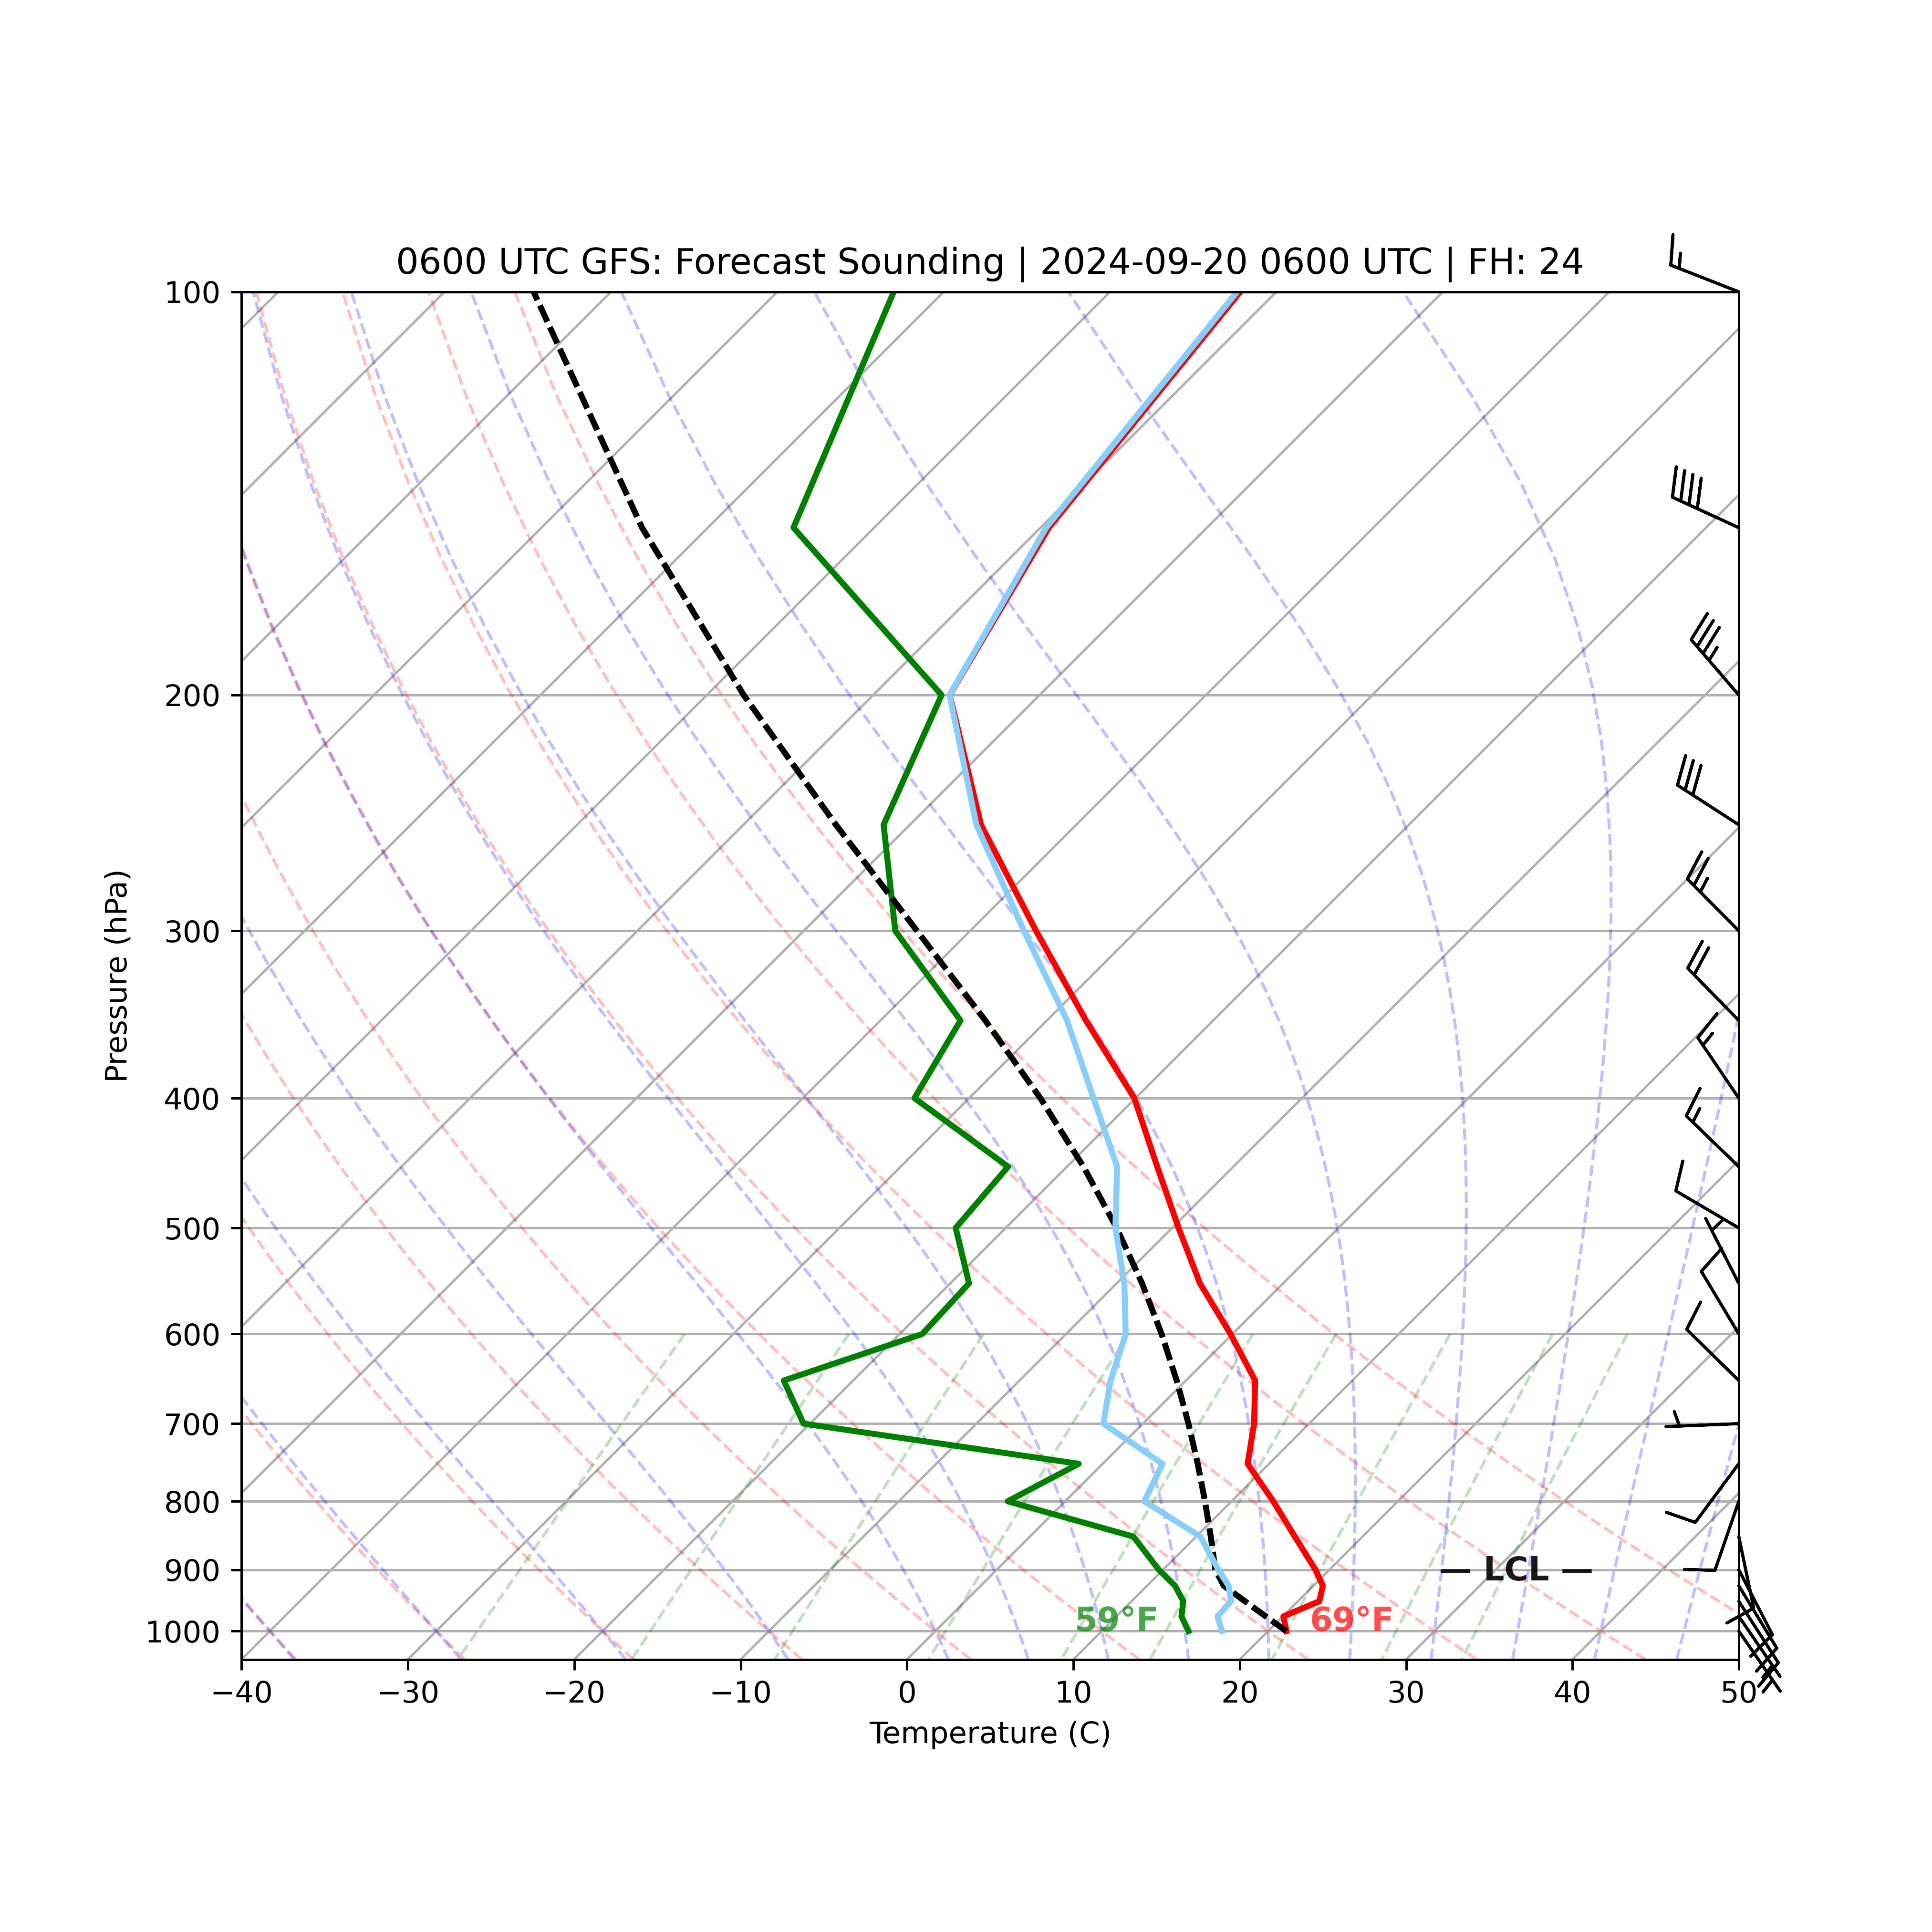 0600 UTC GFS: Forecast Sounding | 2024-09-20 0600 UTC | FH: 24
100
200
300
400
500
600
700
800
900
1000
Pressure (hPa)
— LCL —
59°F
69°F
−40 −30 −20 −10 0 10 20 30 40 50
Temperature (C)